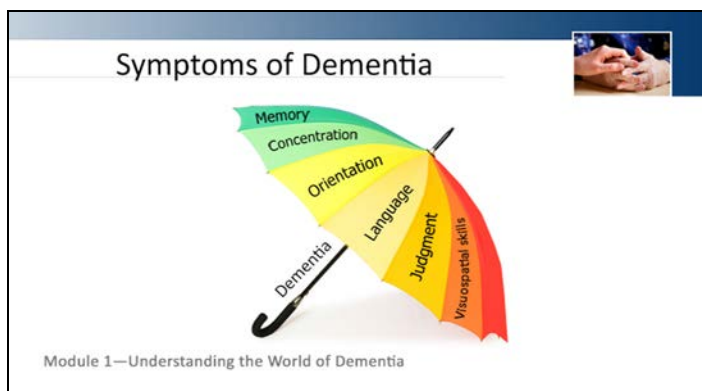 Symptoms of Dementia
Memory
Concentration
Orientation
Language
Judgment
Visuospatial skills
Dementia
Module 1—Understanding the World of Dementia